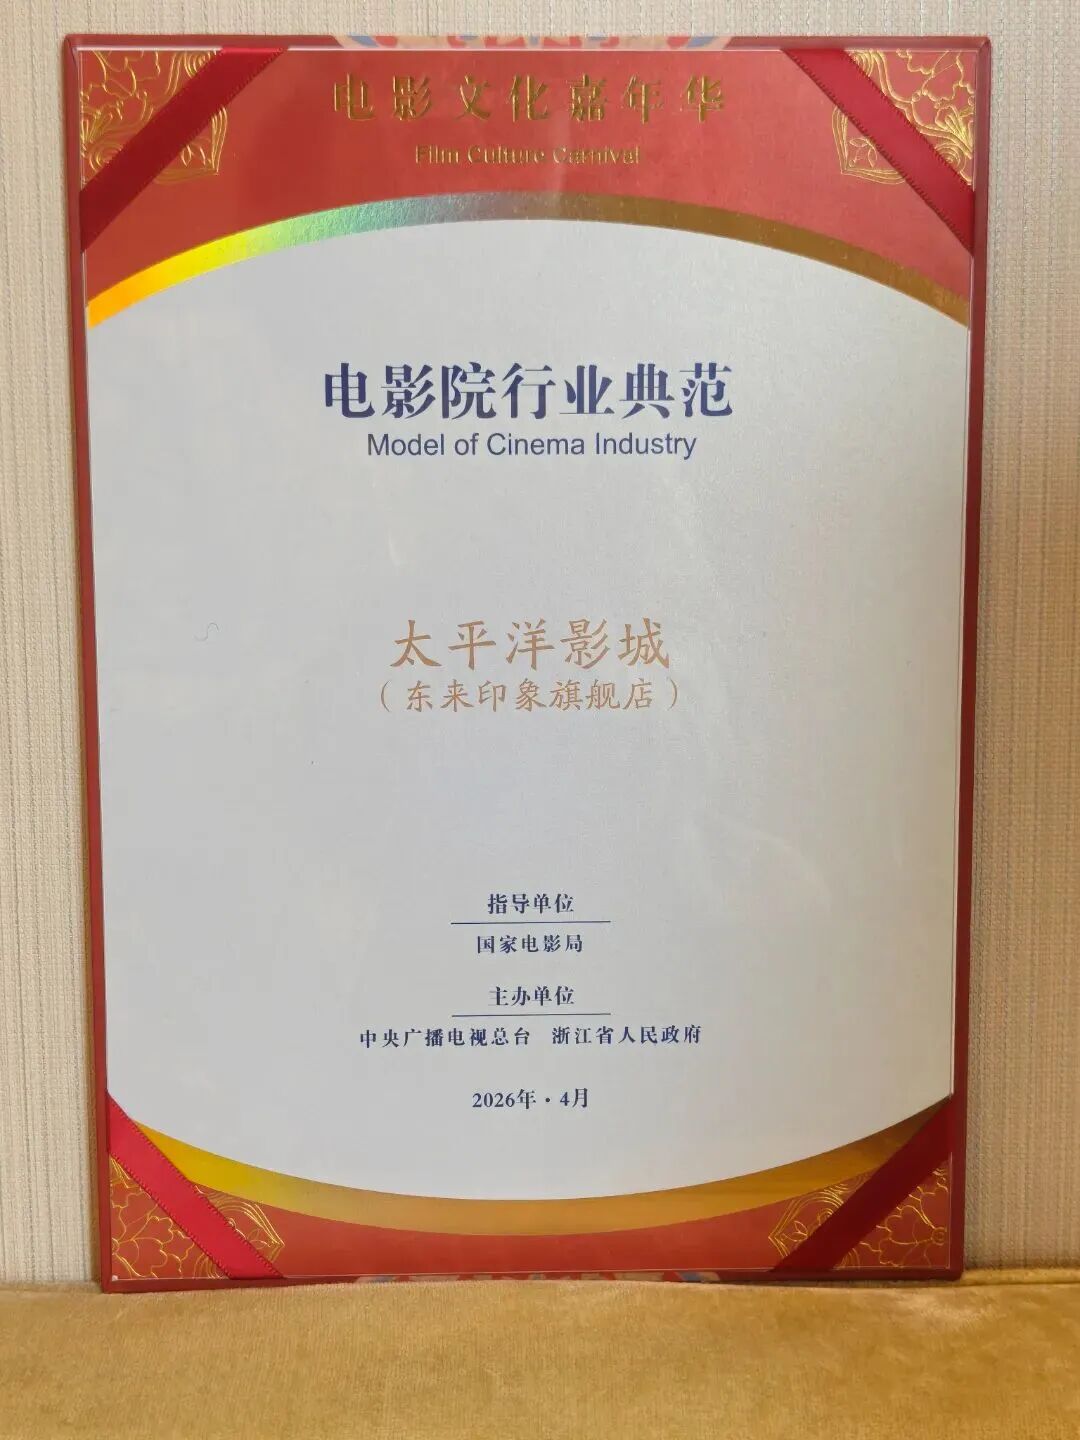 电影文化嘉年华
Film Culture Carnival
电影院行业典范
Model of Cinema Industry
太平洋影城
（东来印象旗舰店）
指导单位
国家电影局
主办单位
中央广播电视总台 浙江省人民政府
2026年·4月